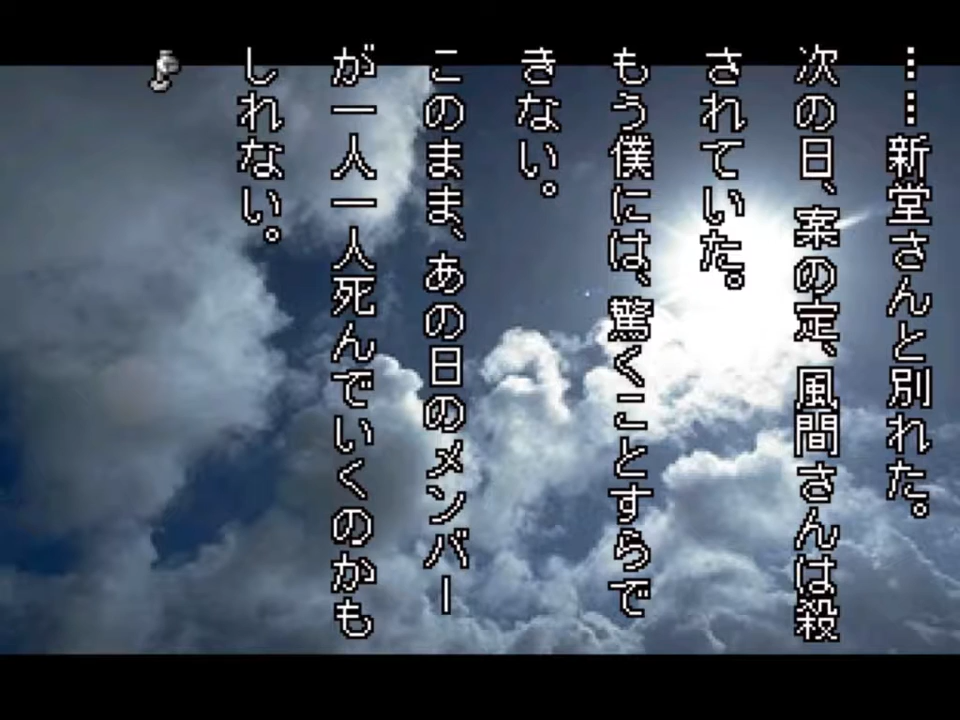 ……新堂さんと別れた。
次の日、案の定、風間さんは殺
されていた。
もう僕には、驚くことすらで
きない。
このまま、あの日のメンバー
が一人一人死んでいくのかも
しれない。